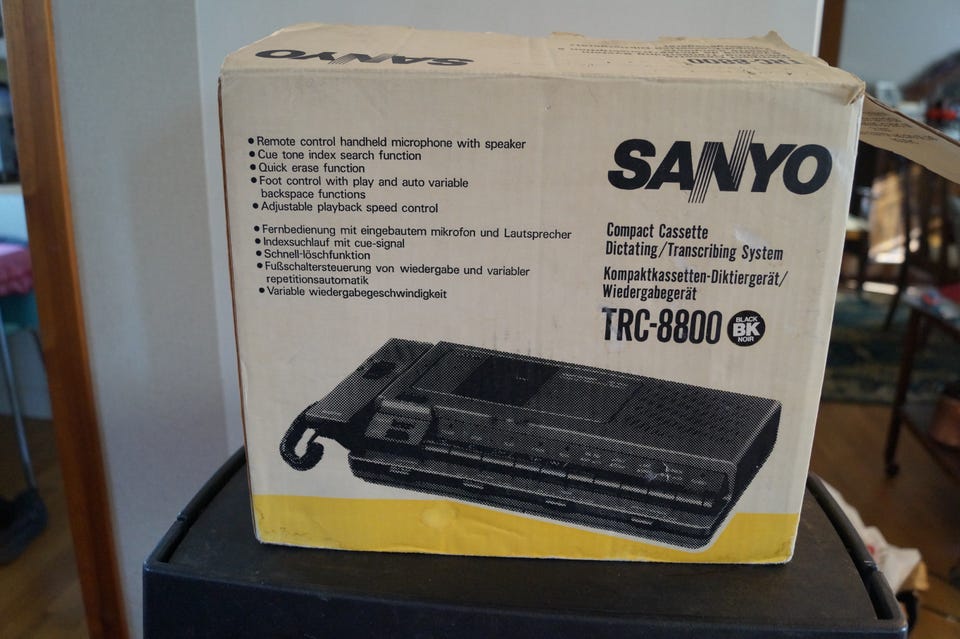 SANYO
TRC-8800
• Remote control handheld microphone with speaker
• Cue tone index search function
• Quick erase function
• Foot control with play and auto variable
backspace functions
• Adjustable playback speed control
• Fernbedienung mit eingebautem mikrofon und Lautsprecher
• Indexsuchlauf mit cue-signal
• Schnell-löschfunktion
• Fußschaltersteuerung von wiedergabe und variabler
repetitionsautomatik
• Variable wiedergabegeschwindigkeit
SANYO
Compact Cassette
Dictating/Transcribing System
Kompaktkassetten-Diktiergerät/
Wiedergabegerät
TRC-8800
BLACK
BK
NOIR